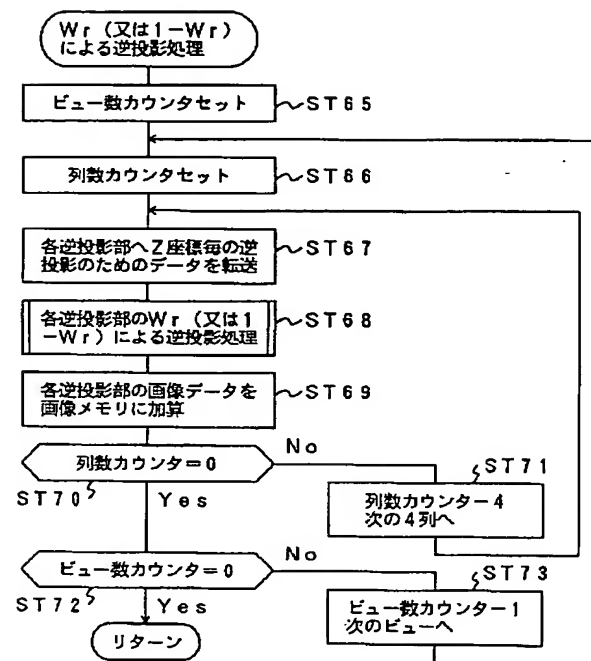 Wr(又は1−Wr)
による逆投影処理
ビュー数カウンタセット
ST65
列数カウンタセット
ST66
各逆投影部へZ座標毎の逆
投影のためのデータを転送
ST67
各逆投影部のWr(又は1
−Wr)による逆投影処理
ST68
各逆投影部の画像データを
画像メモリに加算
ST69
列数カウンター=0
No
ST70
Yes
ST71
列数カウンター4
次の4列へ
ビュー数カウンタ=0
No
ST72
Yes
ST73
ビュー数カウンター1
次のビューへ
リターン